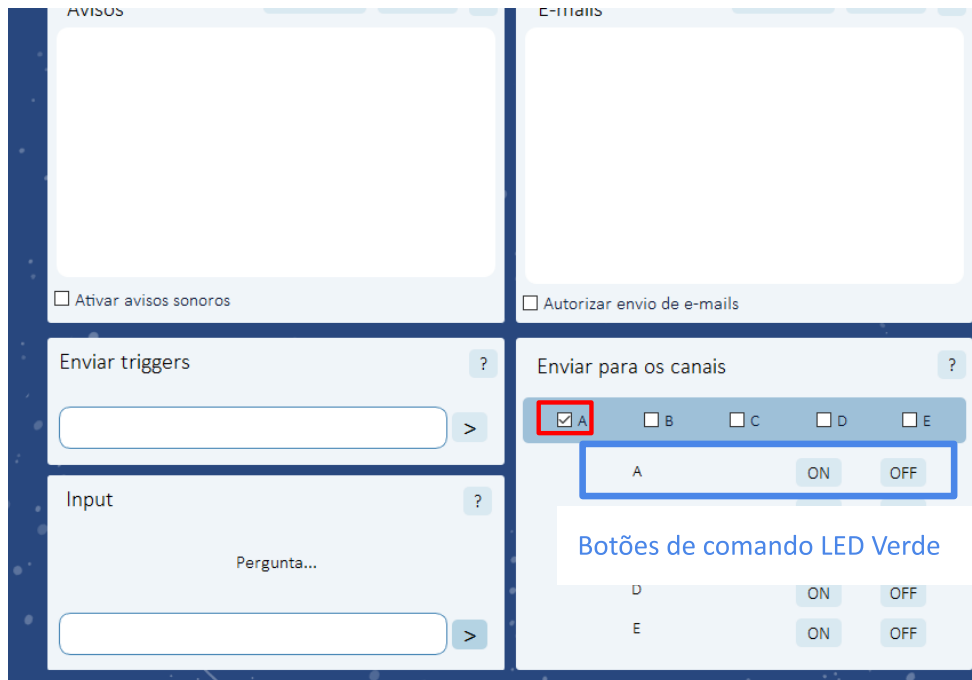 Avisos
E-mails
Ativar avisos sonoros
Autorizar envio de e-mails
Enviar triggers
?
>
Enviar para os canais
?
A
B
C
D
E
A ON OFF
Botões de comando LED Verde
D ON OFF
E ON OFF
Input
?
Pergunta...
>